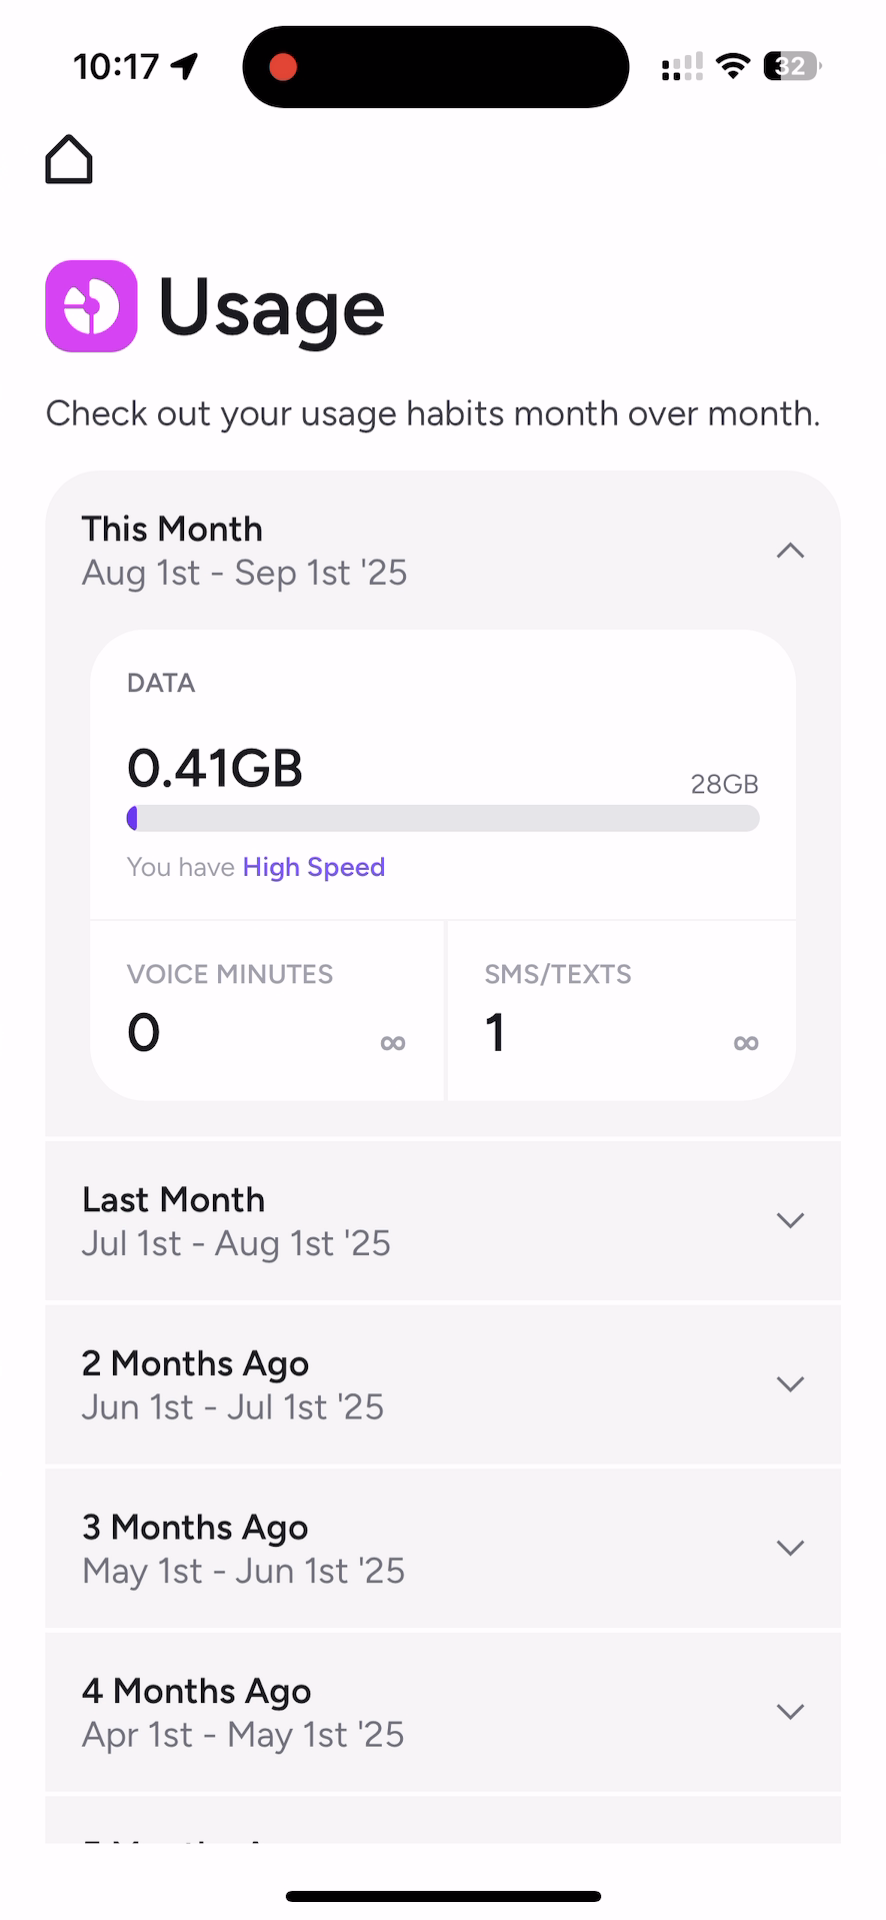 10:17
32
Usage
Check out your usage habits month over month.
This Month
Aug 1st - Sep 1st '25
DATA
0.41GB
28GB
You have High Speed
VOICE MINUTES
SMS/TEXTS
0 ∞
1 ∞
Last Month
Jul 1st - Aug 1st '25
2 Months Ago
Jun 1st - Jul 1st '25
3 Months Ago
May 1st - Jun 1st '25
4 Months Ago
Apr 1st - May 1st '25